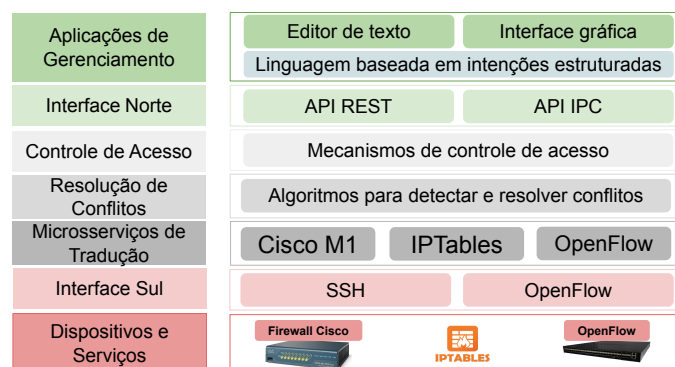 Aplicações de
Gerenciamento
Editor de texto
Interface gráfica
Linguagem baseada em intenções estruturadas
Interface Norte
API REST
API IPC
Controle de Acesso
Mecanismos de controle de acesso
Resolução de
Conflitos
Algoritmos para detectar e resolver conflitos
Microsserviços de
Tradução
Cisco M1
IPTables
OpenFlow
Interface Sul
SSH
OpenFlow
Dispositivos e
Serviços
Firewall Cisco
IPTABLES
OpenFlow